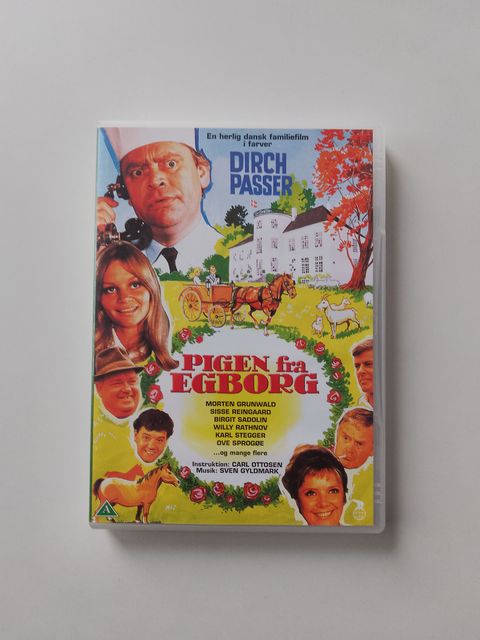 En herlig dansk familiefilm
i farver
DIRCH
PASSER
PIGEN fra
EGBORG
MORTEN GRUNWALD
SISSE REINGAARD
BIRGIT SADOLIN
WILLY RATHNOV
KARL STEGGER
OVE SPROGØE
...og mange flere
Instruktion: CARL OTTOSEN
Musik: SVEN GYLDMARK
A